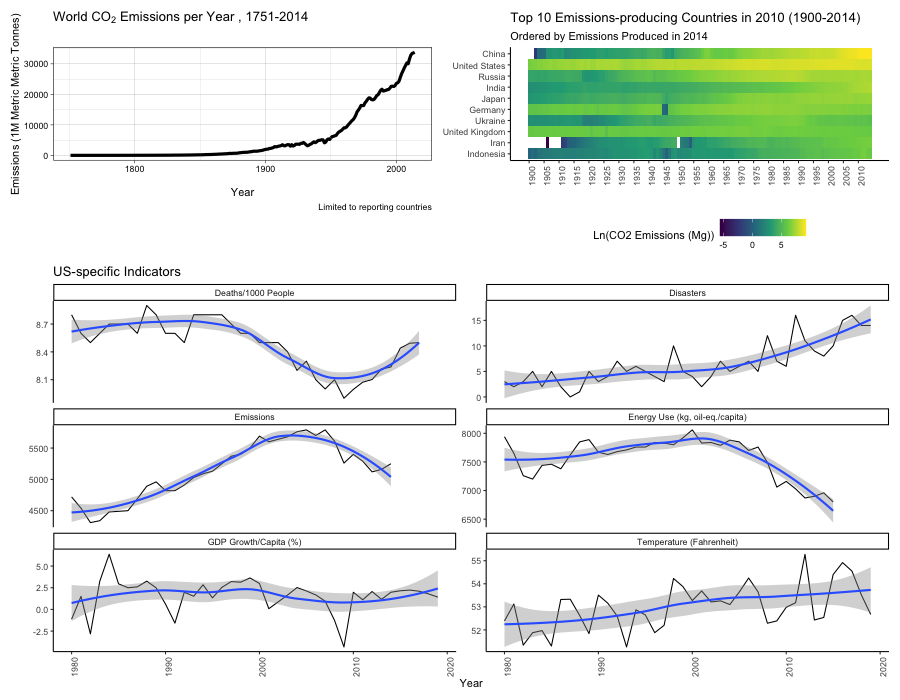 World CO2 Emissions per Year , 1751-2014
Emissions (1M Metric Metric Tonnes)
30000
20000
10000
0
1800
1900
2000
Year
Limited to reporting countries
Top 10 Emissions-producing Countries in 2010 (1900-2014)
Ordered by Emissions Produced in 2014
China
United States
Russia
India
Japan
Germany
Ukraine
United Kingdom
Iran
Indonesia
1900
1905
1910
1915
1920
1925
1930
1935
1940
1945
1950
1955
1960
1965
1970
1975
1980
1985
1990
1995
2000
2005
2010
Ln(CO2 Emissions (Mg))
-5
0
5
US-specific Indicators
Deaths/1000 People
8.7
8.4
8.1
Disasters
15
10
5
0
Emissions
5500
5000
4500
Energy Use (kg, oil-eq./capita)
8000
7500
7000
6500
GDP Growth/Capita (%)
5.0
2.5
0.0
-2.5
1980
1990
2000
2010
2020
Temperature (Fahrenheit)
55
54
53
52
1980
1990
2000
2010
2020
Year